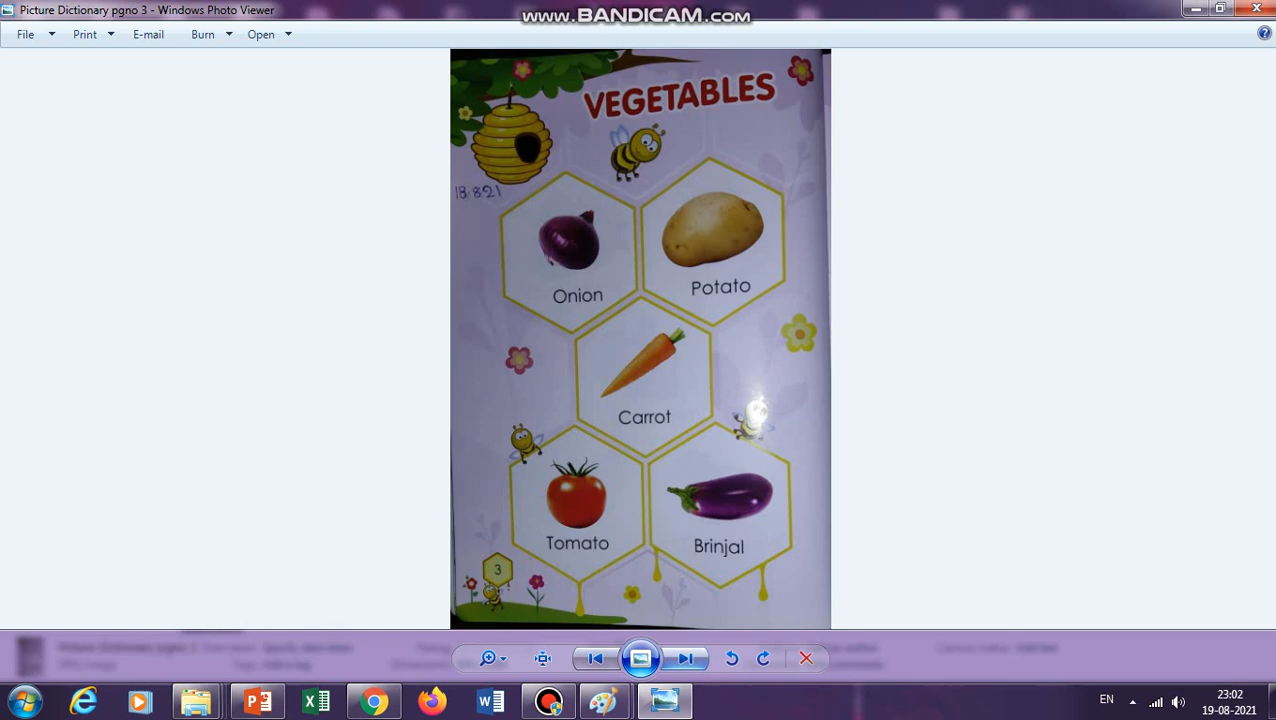 Picture Dictionary pgno 3 - Windows Photo Viewer
www.BANDICAM.com
File Print E-mail Burn Open
VEGETABLES
18.8.21
Onion
Potato
Carrot
Tomato
Brinjal
3
EN
23:02
19-08-2021